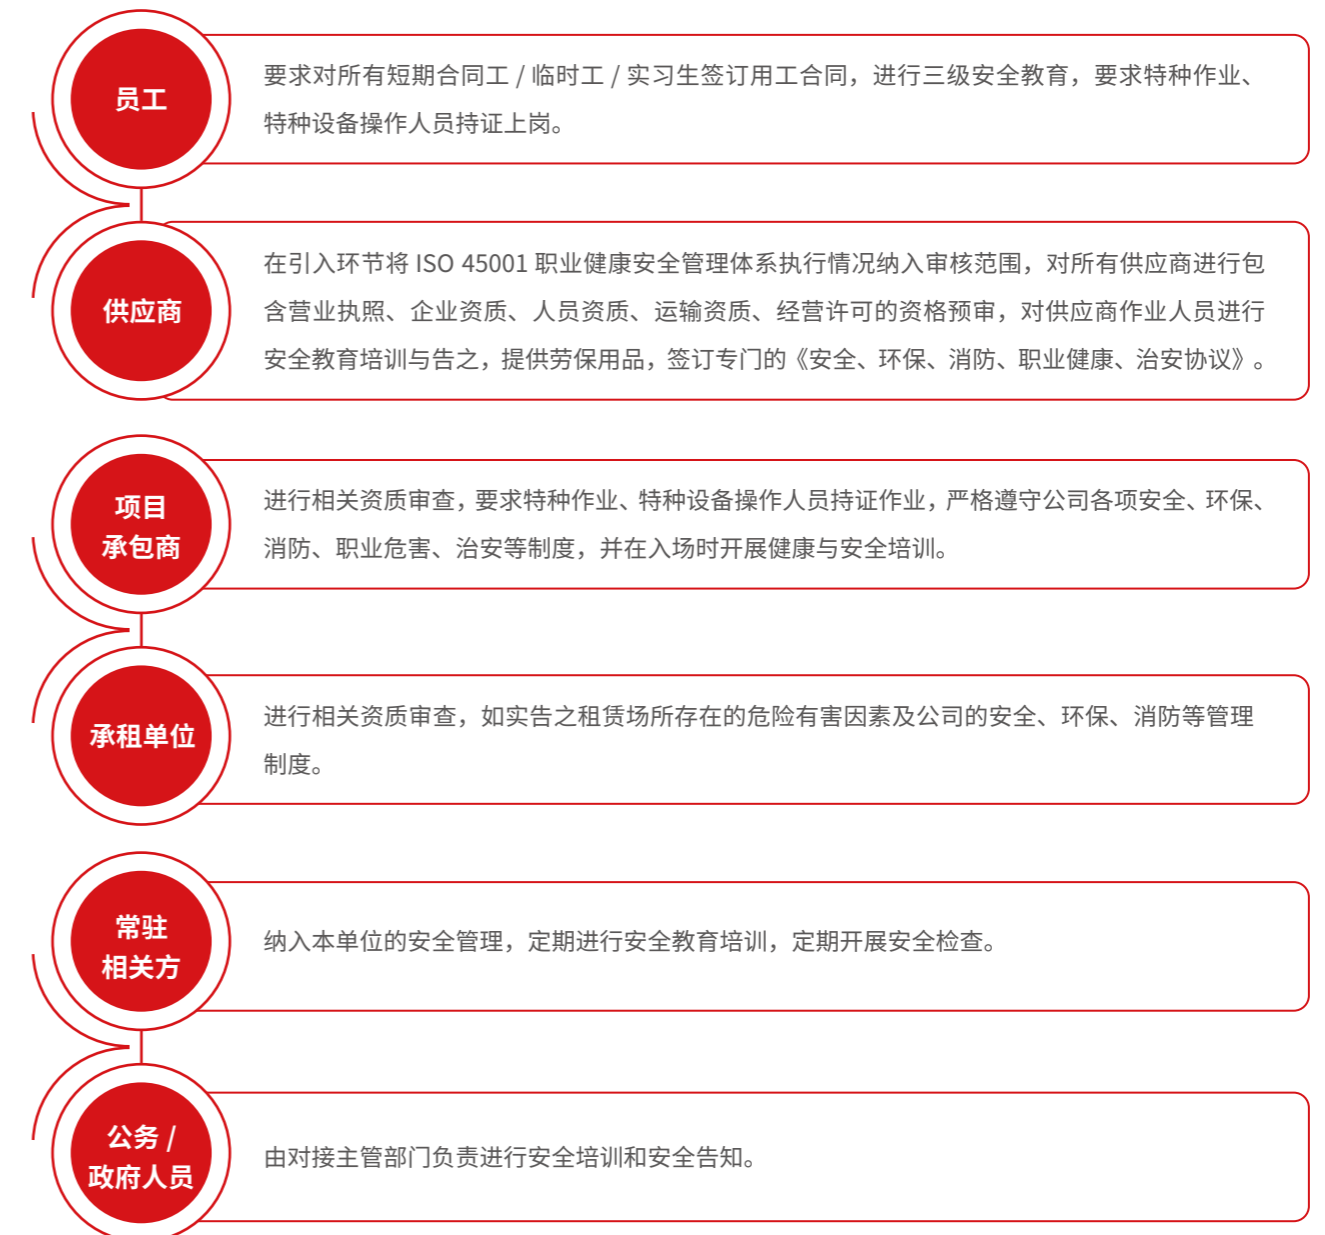 员工
要求对所有短期合同工 / 临时工 / 实习生签订用工合同，进行三级安全教育，要求特种作业、
特种设备操作人员持证上岗。
供应商
在引入环节将 ISO 45001 职业健康安全管理体系执行情况纳入审核范围，对所有供应商进行包
含营业执照、企业资质、人员资质、运输资质、经营许可的资格预审，对供应商作业人员进行
安全教育培训与告之，提供劳保用品，签订专门的《安全、环保、消防、职业健康、治安协议》。
项目
承包商
进行相关资质审查，要求特种作业、特种设备操作人员持证作业，严格遵守公司各项安全、环保、
消防、职业危害、治安等制度，并在入场时开展健康与安全培训。
承租单位
进行相关资质审查，如实告之租赁场所存在的危险有害因素及公司的安全、环保、消防等管理
制度。
常驻
相关方
纳入本单位的安全管理，定期进行安全教育培训，定期开展安全检查。
公务 /
政府人员
由对接主管部门负责进行安全培训和安全告知。